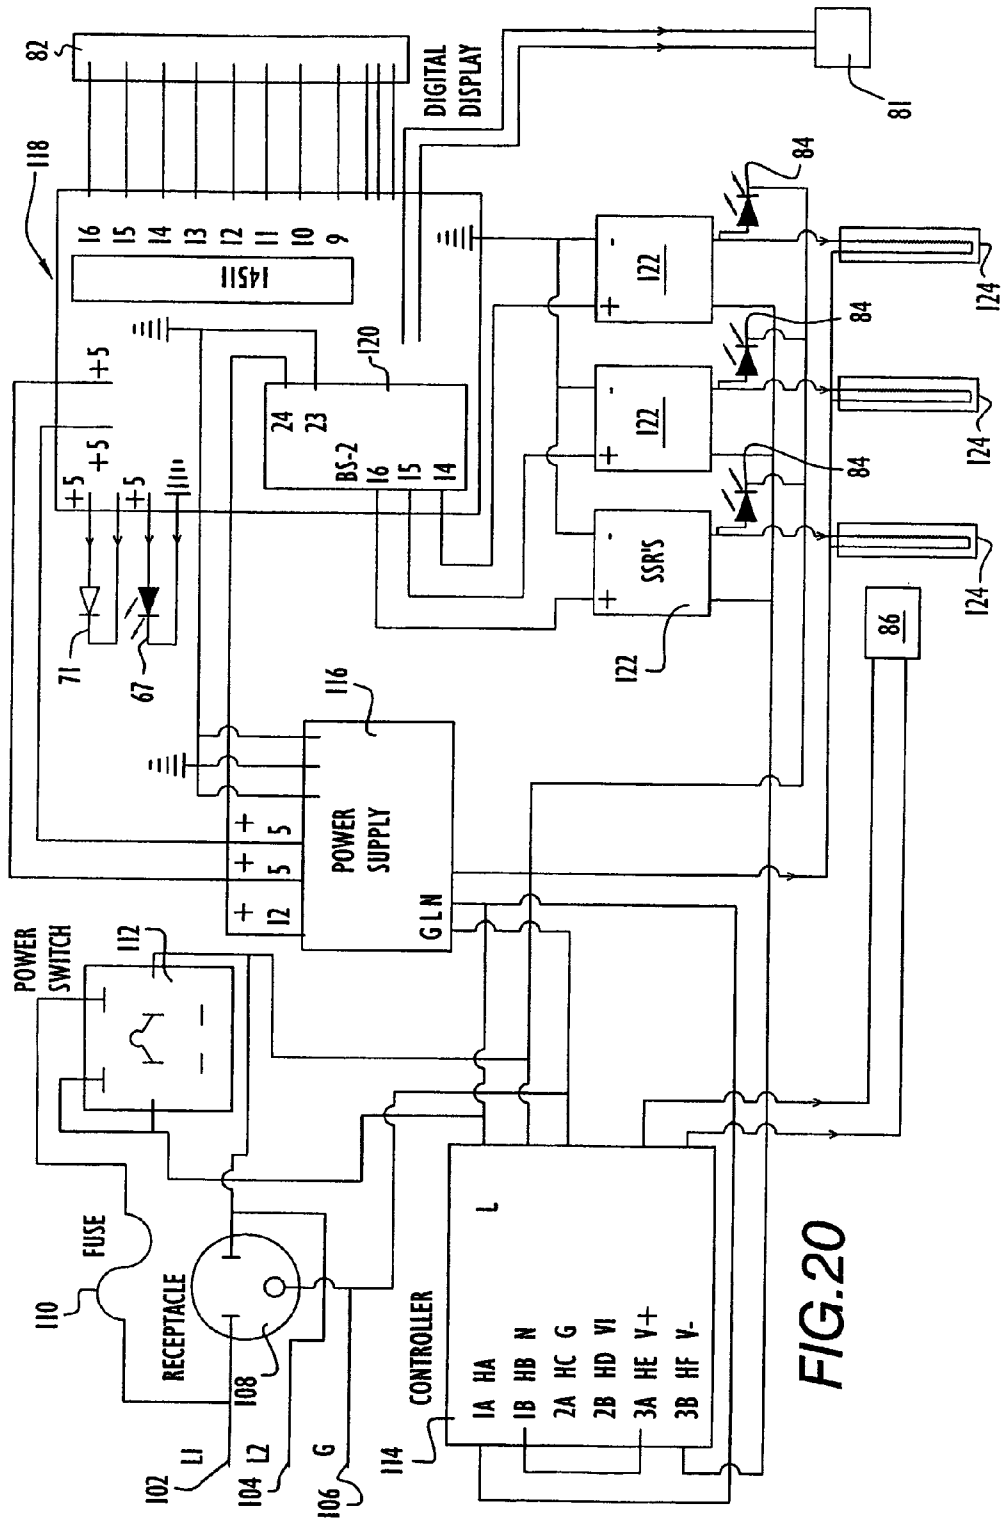 82
118
16
15
14
13
12
11
10
9
14511
DIGITAL
DISPLAY
81
+5
+5
+5
+5
71
67
24
23
BS-2
16
15
14
120
+
-
122
84
124
+
-
122
84
124
+
-
SSR'S
122
84
124
86
POWER
SUPPLY
116
+
5
+
5
+
12
G L N
POWER
SWITCH
112
FUSE
110
RECEPTACLE
108
102
L1
104
L2
106
G
CONTROLLER
114
L
1A HA
1B HB N
2A HC G
2B HD VI
3A HE V+
3B HF V-
FIG.20